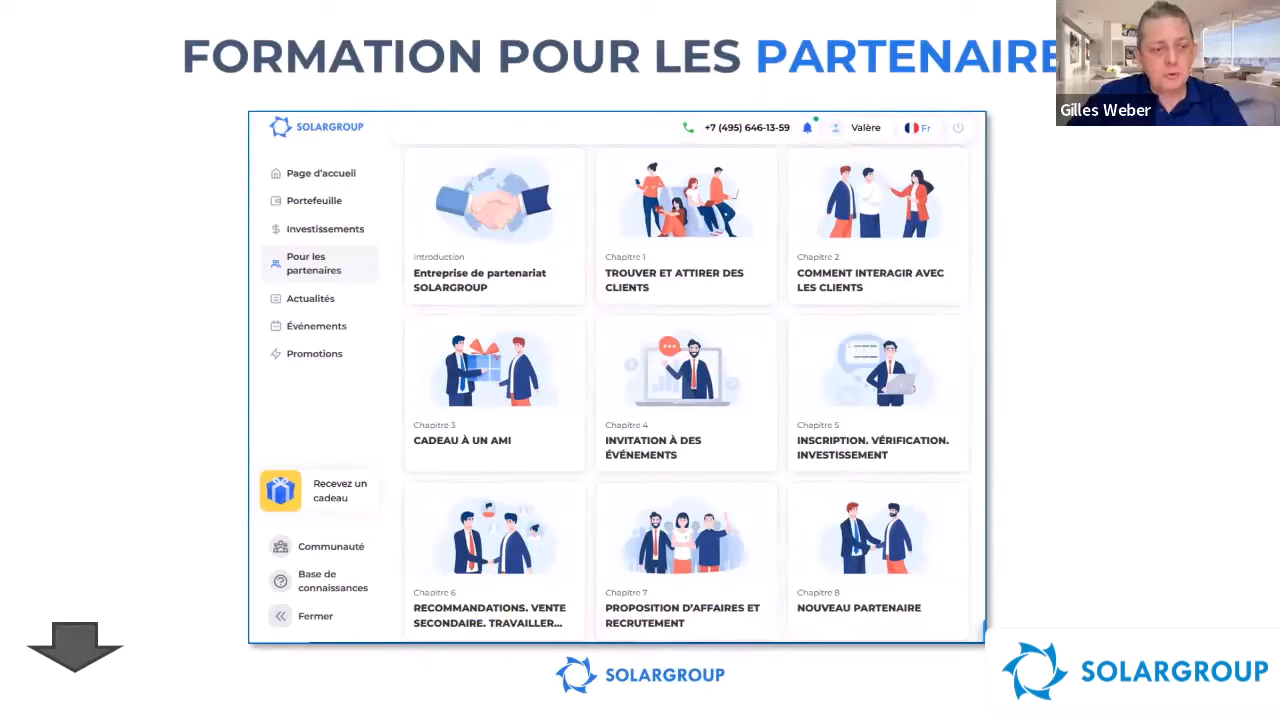 FORMATION POUR LES PARTENAIRE
Gilles Weber
SOLARGROUP
+7 (495) 646-13-59
Valère
Fr
Page d'accueil
Portefeuille
Investissements
Pour les
partenaires
Actualités
Événements
Promotions
Recevez un
cadeau
Communauté
Base de
connaissances
Fermer
Introduction
Entreprise de partenariat
SOLARGROUP
Chapitre 1
TROUVER ET ATTIRER DES
CLIENTS
Chapitre 2
COMMENT INTERAGIR AVEC
LES CLIENTS
Chapitre 3
CADEAU À UN AMI
Chapitre 4
INVITATION À DES
ÉVÉNEMENTS
Chapitre 5
INSCRIPTION. VÉRIFICATION.
INVESTISSEMENT
Chapitre 6
RECOMMANDATIONS. VENTE
SECONDAIRE. TRAVAILLER...
Chapitre 7
PROPOSITION D'AFFAIRES ET
RECRUTEMENT
Chapitre 8
NOUVEAU PARTENAIRE
SOLARGROUP
SOLARGROUP